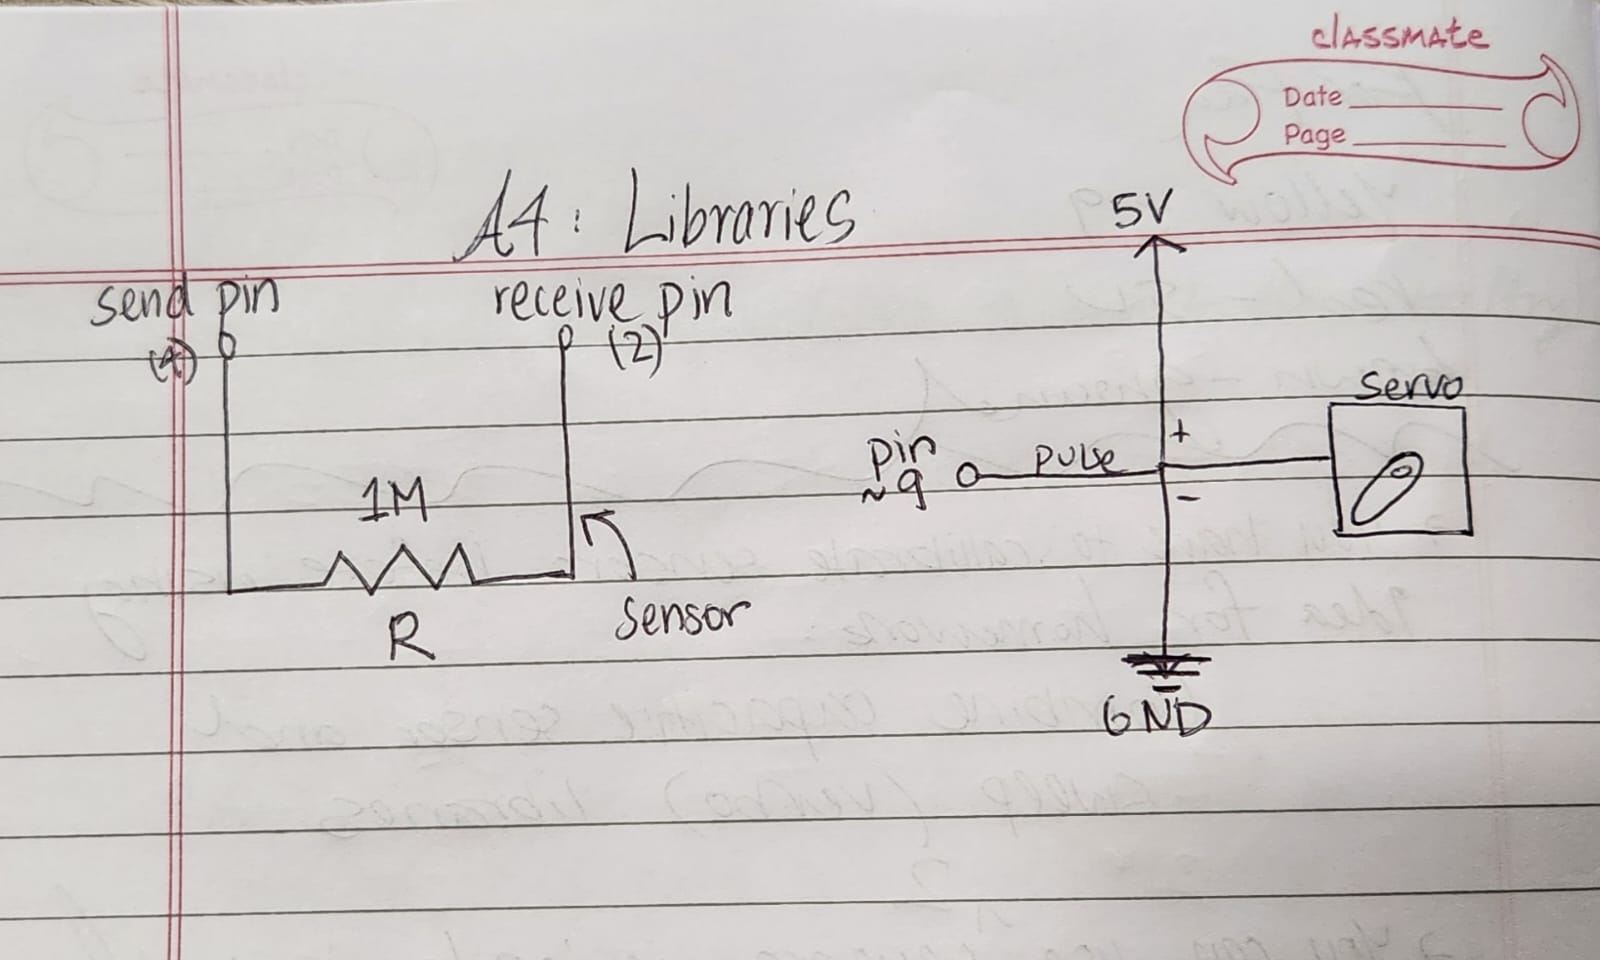 classmate
Date
Page
A4: Libraries
send pin
(4)
receive pin
(2)
1M
R
sensor
5V
pin
~9
pulse
+
-
servo
GND